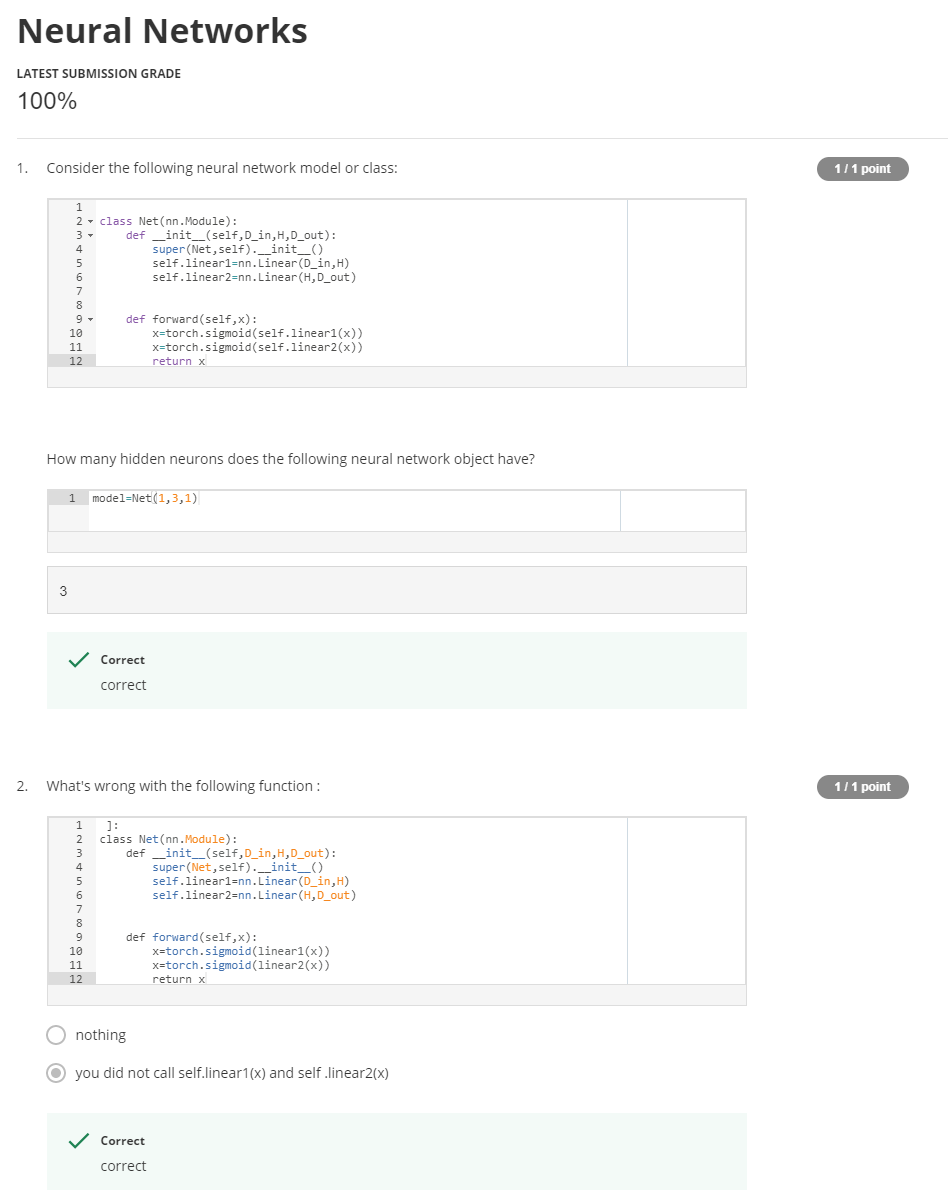 Neural Networks
LATEST SUBMISSION GRADE
100%
1. Consider the following neural network model or class:
1 / 1 point
1
2 class Net(nn.Module):
3 def __init__(self,D_in,H,D_out):
4 super(Net,self).__init__()
5 self.linear1=nn.Linear(D_in,H)
6 self.linear2=nn.Linear(H,D_out)
7
8
9 def forward(self,x):
10 x=torch.sigmoid(self.linear1(x))
11 x=torch.sigmoid(self.linear2(x))
12 return x
How many hidden neurons does the following neural network object have?
1 model=Net(1,3,1)
3
Correct
correct
2. What's wrong with the following function :
1 / 1 point
1 ]:
2 class Net(nn.Module):
3 def __init__(self,D_in,H,D_out):
4 super(Net,self).__init__()
5 self.linear1=nn.Linear(D_in,H)
6 self.linear2=nn.Linear(H,D_out)
7
8
9 def forward(self,x):
10 x=torch.sigmoid(linear1(x))
11 x=torch.sigmoid(linear2(x))
12 return x
nothing
you did not call self.linear1(x) and self .linear2(x)
Correct
correct